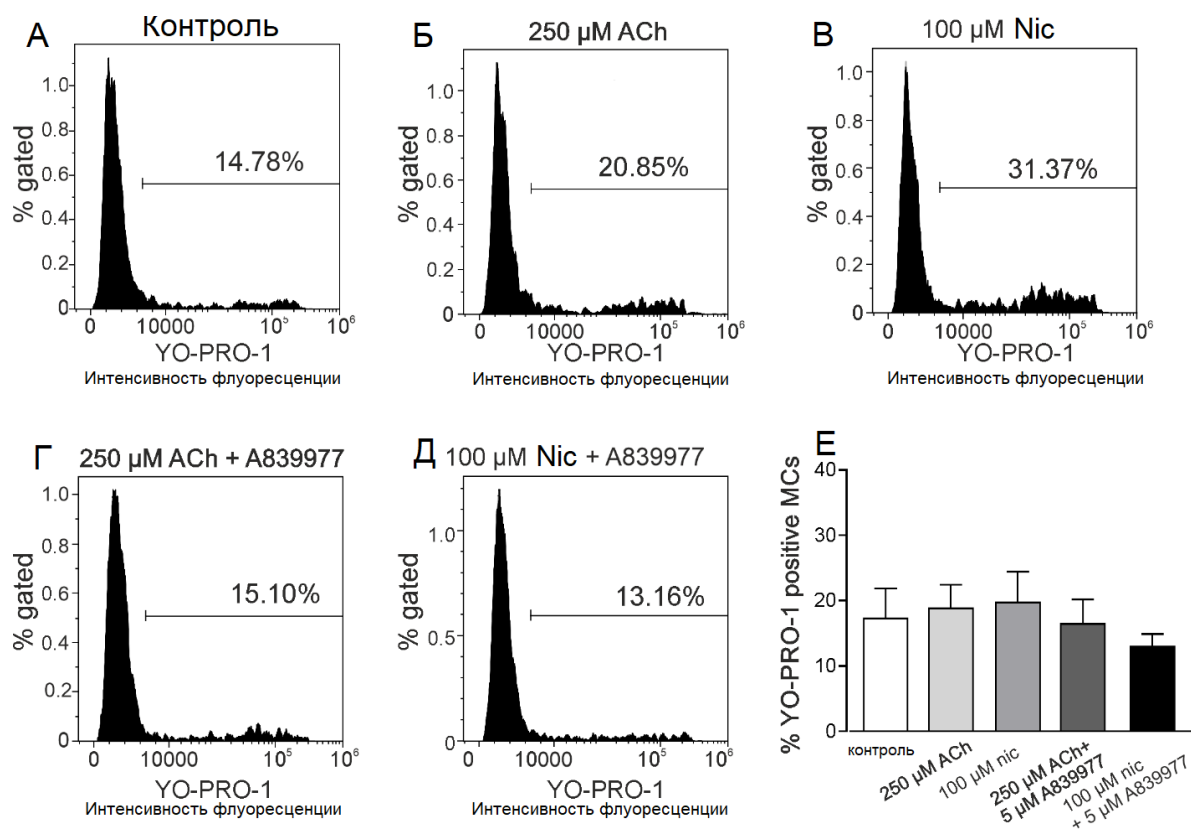 А
Контроль
% gated
1.0
0.8
0.6
0.4
0.2
0
14.78%
0
10000
10⁵
10⁶
YO-PRO-1
Интенсивность флуоресценции
Б
250 µM ACh
% gated
1.0
0.8
0.6
0.4
0.2
0
20.85%
0
10000
10⁵
10⁶
YO-PRO-1
Интенсивность флуоресценции
В
100 µM Nic
% gated
1.0
0.8
0.6
0.4
0.2
0
31.37%
0
10000
10⁵
10⁶
YO-PRO-1
Интенсивность флуоресценции
Г
250 µM ACh + A839977
% gated
1.0
0.8
0.6
0.4
0.2
0
15.10%
0
10000
10⁵
10⁶
YO-PRO-1
Интенсивность флуоресценции
Д
100 µM Nic + A839977
% gated
1.0
0,5
0
13.16%
0
10000
10⁵
10⁶
YO-PRO-1
Интенсивность флуоресценции
Е
% YO-PRO-1 positive MCs
40
30
20
10
0
контроль
250 µM ACh
100 µM nic
250 µM ACh+
5 µM A839977
100 µM nic
+ 5 µM A839977